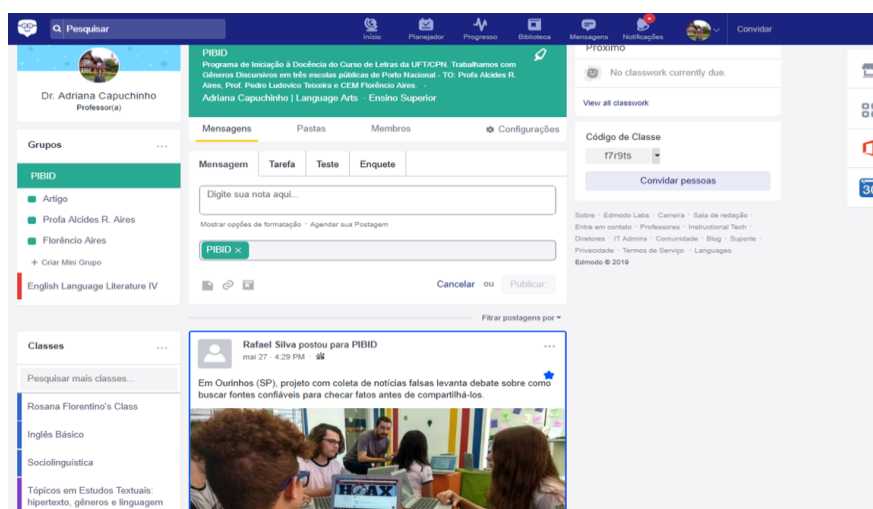 Pesquisar
Início
Planejador
Progresso
Biblioteca
Mensagens
Notificações
Convidar
Dr. Adriana Capuchinho
Professor(a)
Grupos
PIBID
Artigo
Profa Alcides R. Aires
Florêncio Aires
+ Criar Mini Grupo
English Language Literature IV
Classes
Pesquisar mais classes...
Rosana Florentino's Class
Inglês Básico
Sociolinguística
Tópicos em Estudos Textuais:
hipertexto, gêneros e linguagem
PIBID
Programa de Iniciação à Docência do Curso de Letras da UFT/CPN. Trabalhamos com
Gêneros Discursivos em três escolas públicas de Porto Nacional - TO: Profa Alcides R.
Aires, Prof. Pedro Ludovico Teixeira e CEM Florêncio Aires. .
Adriana Capuchinho | Language Arts · Ensino Superior
Mensagens
Pastas
Membros
Configurações
Mensagem
Tarefa
Teste
Enquete
Digite sua nota aqui...
Mostrar opções de formatação · Agendar sua Postagem
PIBID ×
Cancelar ou Publicar
Filtrar postagens por
Rafael Silva postou para PIBID
mai 27 · 4:29 PM ·
Em Ourinhos (SP), projeto com coleta de notícias falsas levanta debate sobre como
buscar fontes confiáveis para checar fatos antes de compartilhá-los.
HOAX
Próximo
No classwork currently due.
View all classwork
Código de Classe
f7r9ts
Convidar pessoas
Sobre · Edmodo Labs · Carreira · Sala de redação ·
Entre em contato · Professores · Instructional Tech ·
Diretores · IT Admins · Comunidade · Blog · Suporte ·
Privacidade · Termos de Serviço · Languages
Edmodo © 2019